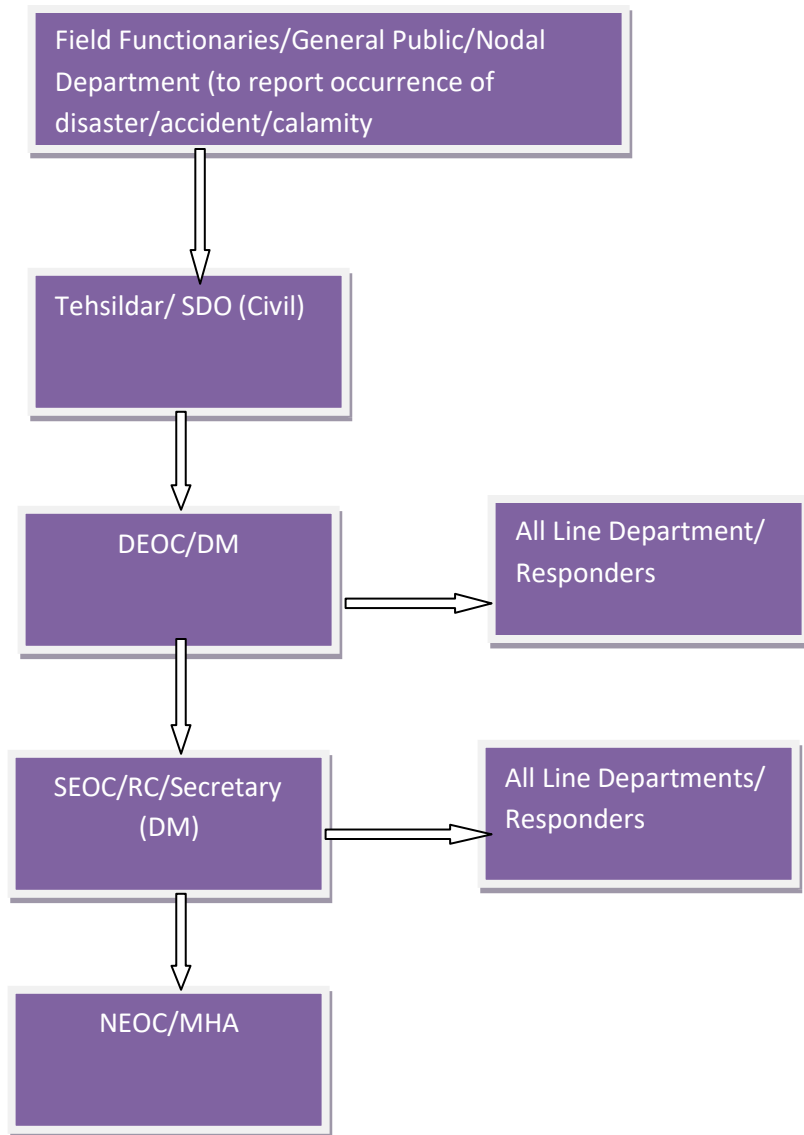 Field Functionaries/General Public/Nodal
Department (to report occurrence of
disaster/accident/calamity
Tehsildar/ SDO (Civil)
DEOC/DM
All Line Department/
Responders
SEOC/RC/Secretary
(DM)
All Line Departments/
Responders
NEOC/MHA